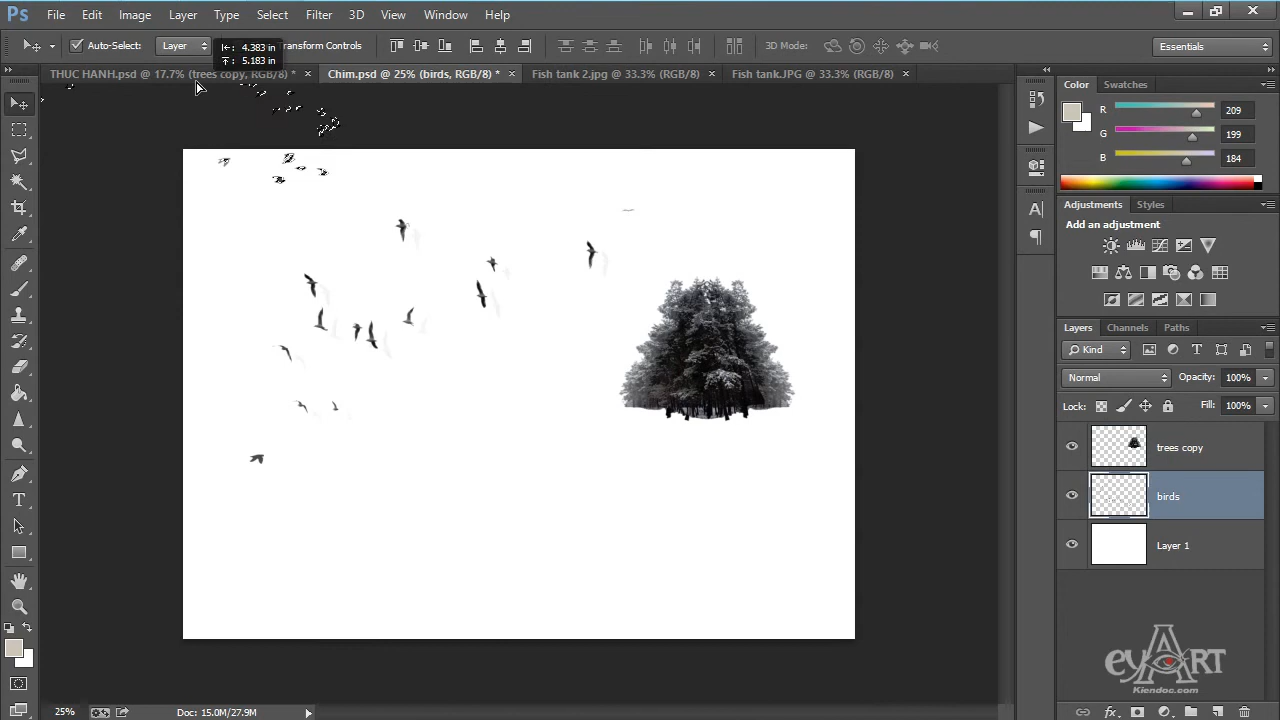 Ps File Edit Image Layer Type Select Filter 3D View Window Help
Auto-Select: Layer Transform Controls 3D Mode: Essentials
4.383 in
5.183 in
THUC HANH.psd @ 17.7% (trees copy, RGB/8) * × Chim.psd @ 25% (birds, RGB/8) * × Fish tank 2.jpg @ 33.3% (RGB/8) × Fish tank.JPG @ 33.3% (RGB/8) ×
Color Swatches
R 209
G 199
B 184
Adjustments Styles
Add an adjustment
Layers Channels Paths
Kind
Normal Opacity: 100%
Lock: Fill: 100%
trees copy
birds
Layer 1
eyART
Kiendoc.com
25% Doc: 15.0M/27.9M